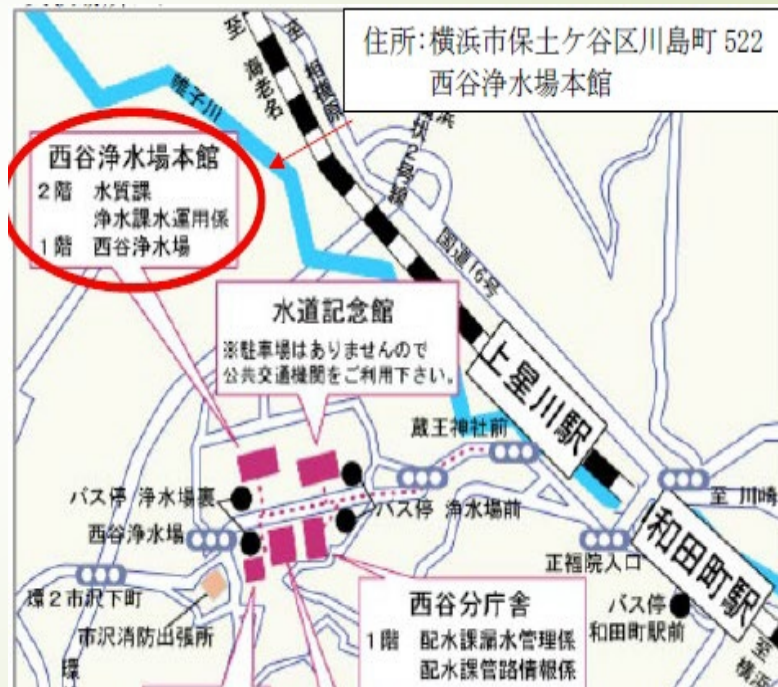 住所：横浜市保土ケ谷区川島町 522
西谷浄水場本館
至 海老名
至 相模原
帷子川
国道16号
西谷浄水場本館
2階 水質課
浄水課水運用係
1階 西谷浄水場
水道記念館
※駐車場はありませんので
公共交通機関をご利用下さい。
上星川駅
蔵王神社前
至 川崎
バス停 浄水場裏
バス停 浄水場前
西谷浄水場
正福院入口
和田町駅
環2市沢下町
市沢消防出張所
バス停
和田町駅前
西谷分庁舎
1階 配水課漏水管理係
配水課管路情報係
環
至 横